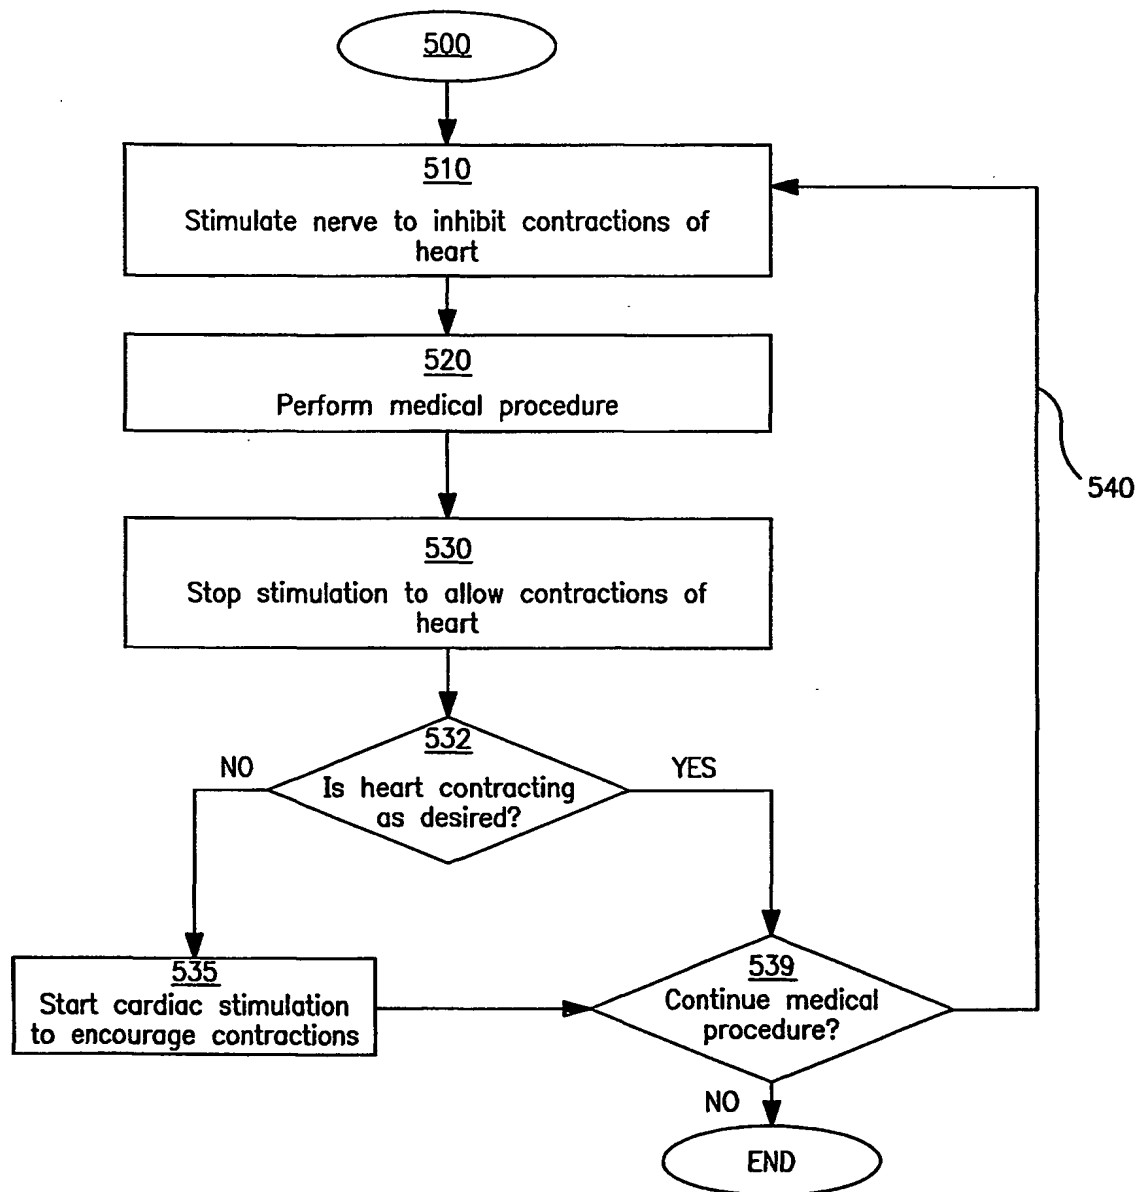 500
510
Stimulate nerve to inhibit contractions of
heart
520
Perform medical procedure
540
530
Stop stimulation to allow contractions of
heart
532
Is heart contracting
as desired?
NO
YES
535
Start cardiac stimulation
to encourage contractions
539
Continue medical
procedure?
NO
END